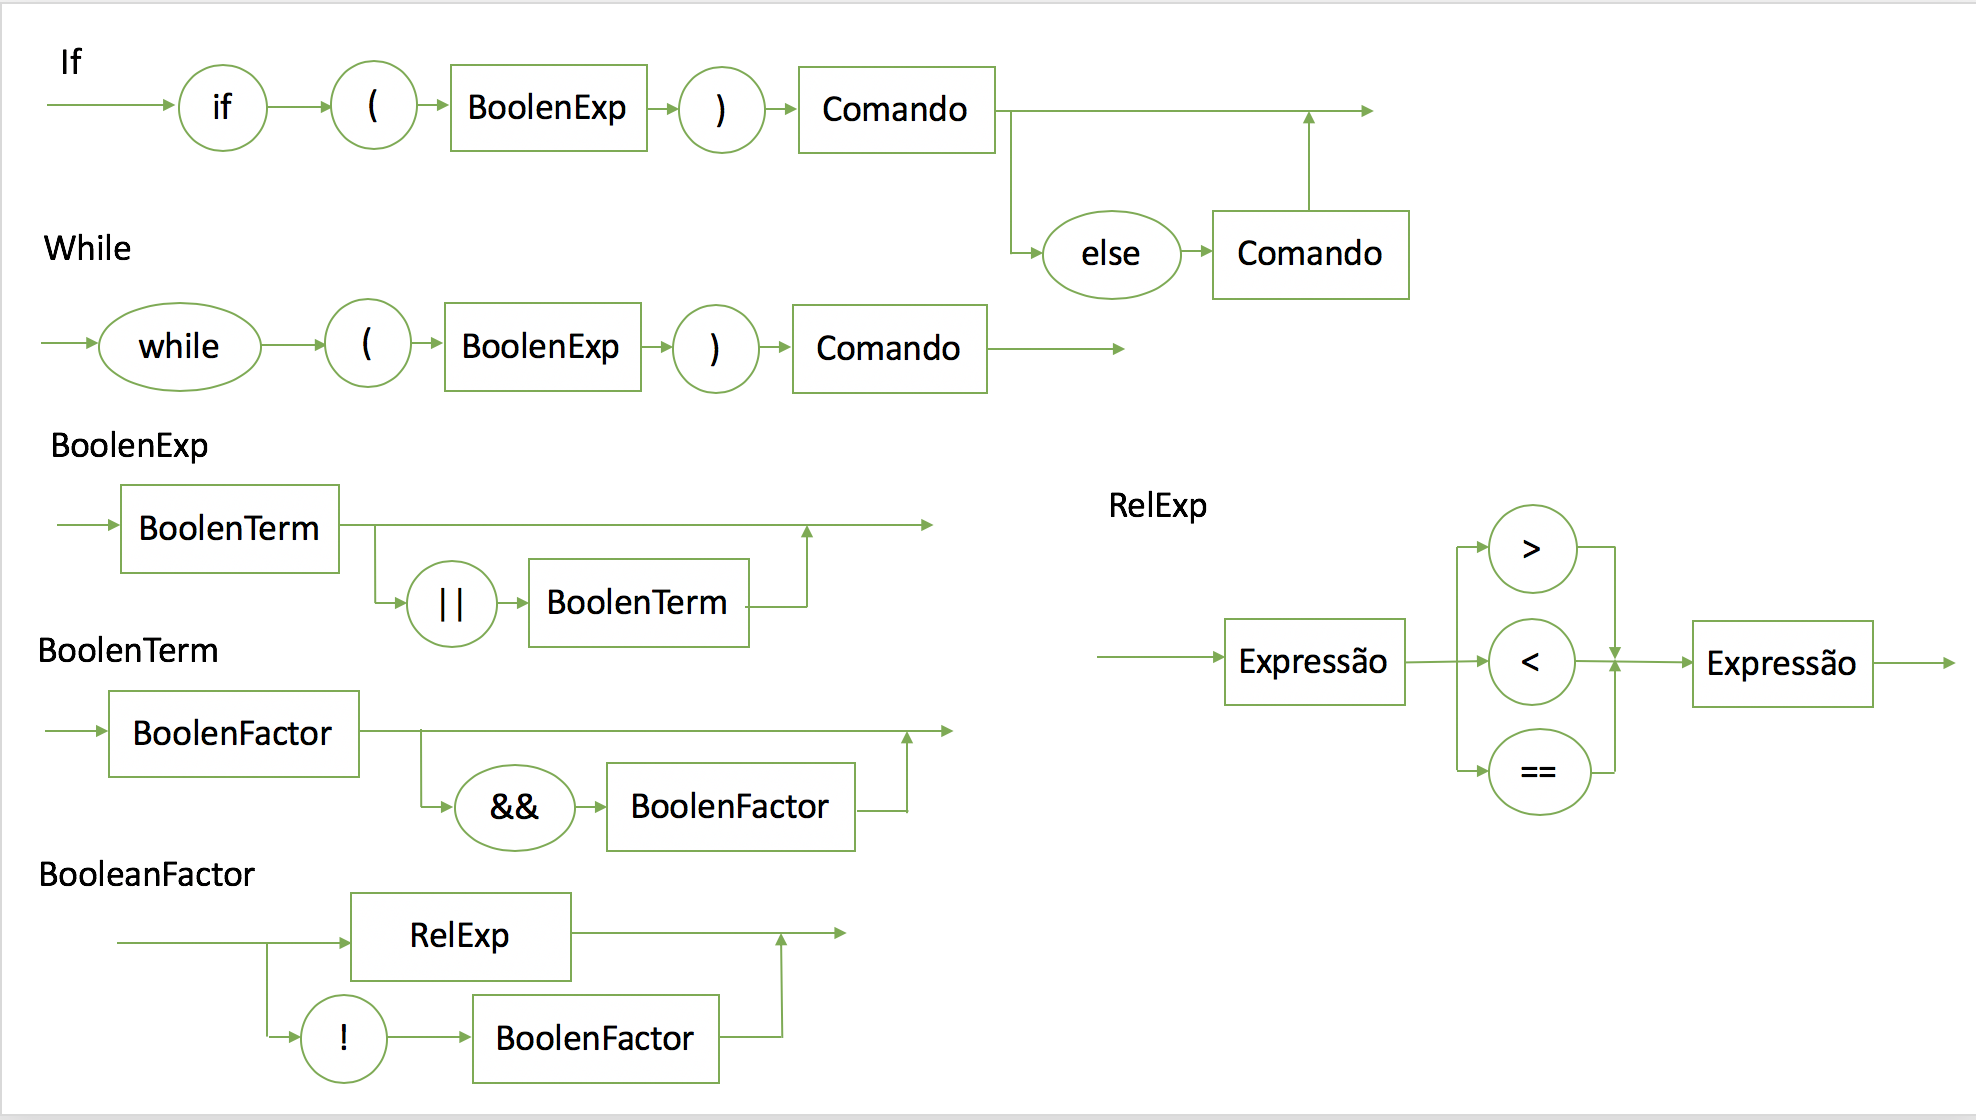 If
if ( BoolenExp ) Comando
else Comando
While
while ( BoolenExp ) Comando
BoolenExp
BoolenTerm
|| BoolenTerm
BoolenTerm
BoolenFactor
&& BoolenFactor
BooleanFactor
RelExp
! BoolenFactor
RelExp
>
Expressão < Expressão
==